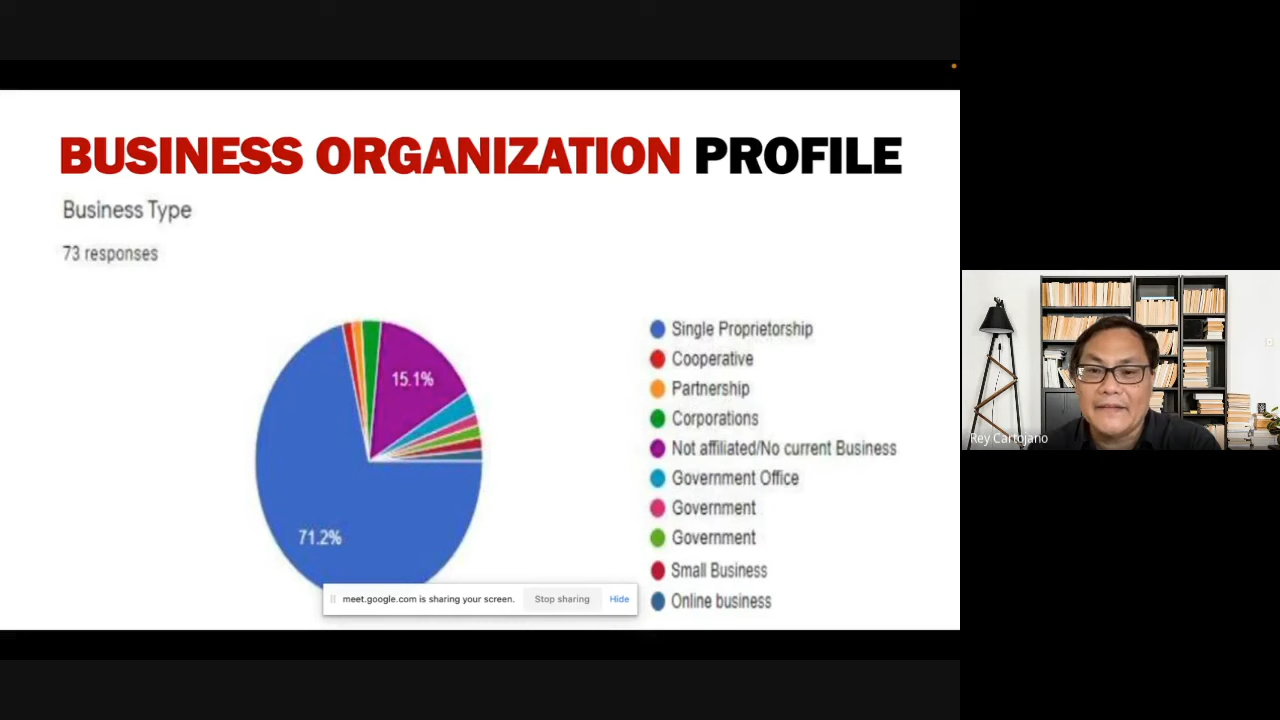 BUSINESS ORGANIZATION PROFILE
Business Type
73 responses
15.1%
71.2%
Single Proprietorship
Cooperative
Partnership
Corporations
Not affiliated/No current Business
Government Office
Government
Government
Small Business
Online business
meet.google.com is sharing your screen. Stop sharing Hide
Rey Cartojano